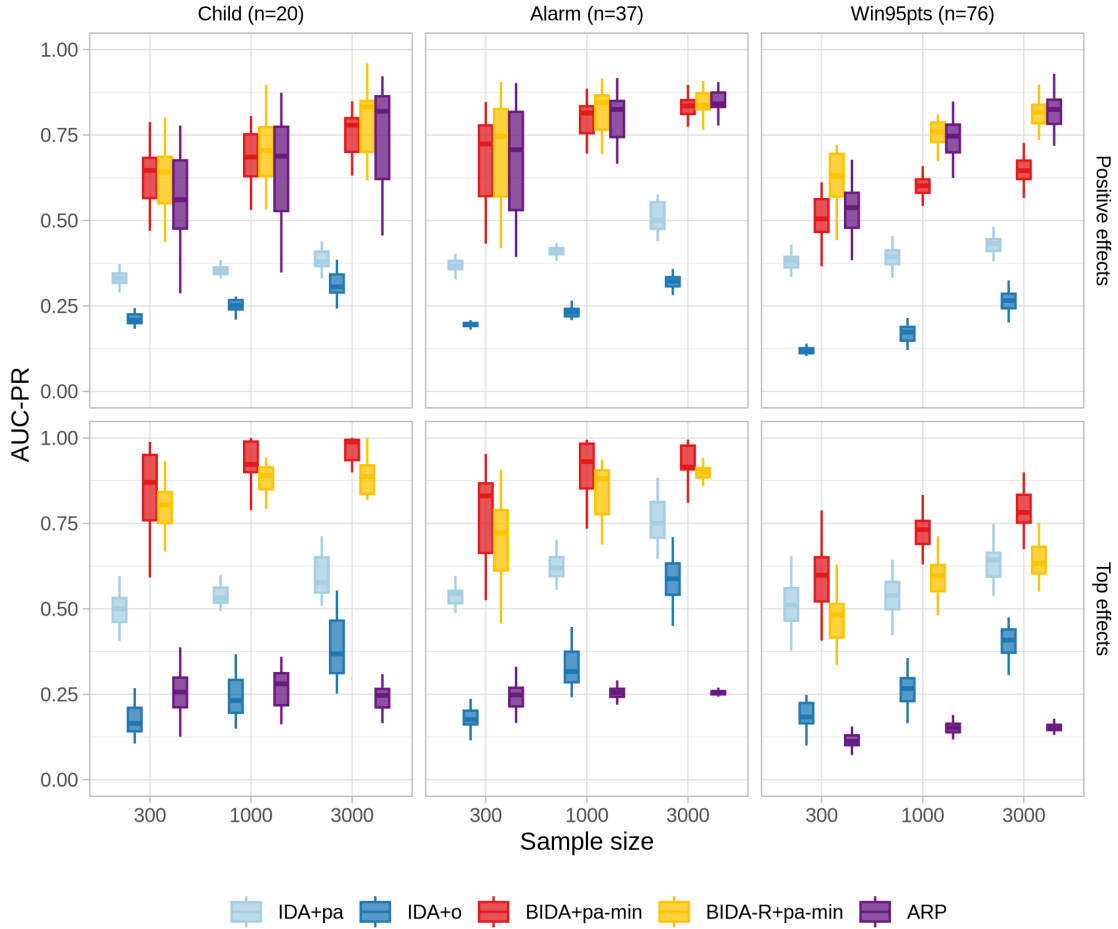 Child (n=20) Alarm (n=37) Win95pts (n=76)
1.00
0.75
0.50
0.25
0.00
Positive effects
AUC-PR
1.00
0.75
0.50
0.25
0.00
Top effects
300 1000 3000 300 1000 3000 300 1000 3000
Sample size
IDA+pa IDA+o BIDA+pa-min BIDA-R+pa-min ARP